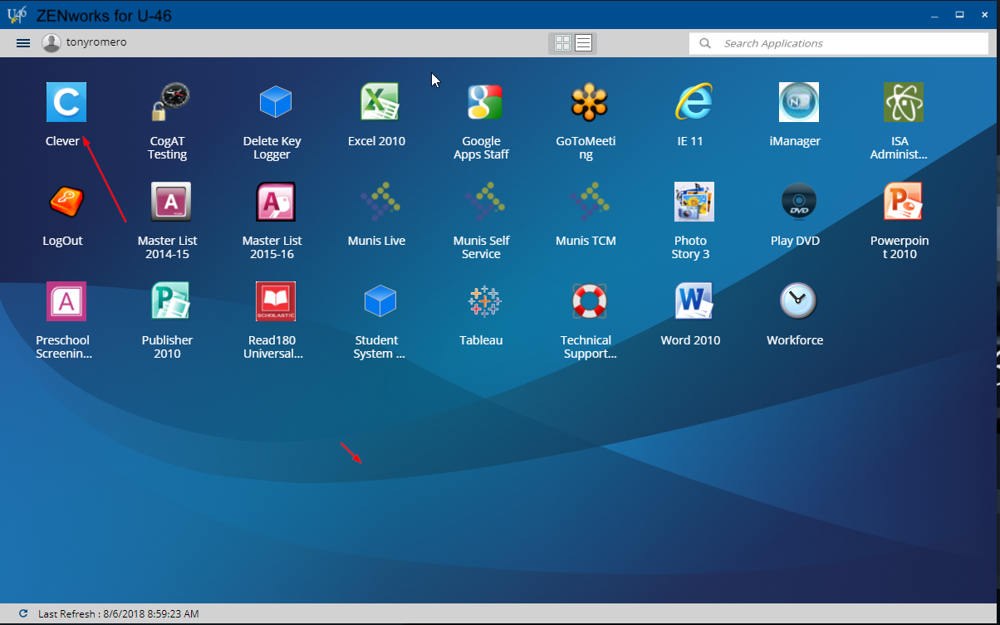 U46 ZENworks for U-46
tonyromero
Search Applications
C
Clever
CogAT
Testing
Delete Key
Logger
Excel 2010
Google
Apps Staff
GoToMeeti
ng
IE 11
N
iManager
ISA
Administ...
LogOut
A
Master List
2014-15
A
Master List
2015-16
Munis Live
Munis Self
Service
Munis TCM
Photo
Story 3
DVD
Play DVD
P
Powerpoin
t 2010
A
Preschool
Screenin...
P
Publisher
2010
SCHOLASTIC
Read180
Universal...
Student
System ...
Tableau
Technical
Support...
W
Word 2010
Workforce
Last Refresh : 8/6/2018 8:59:23 AM